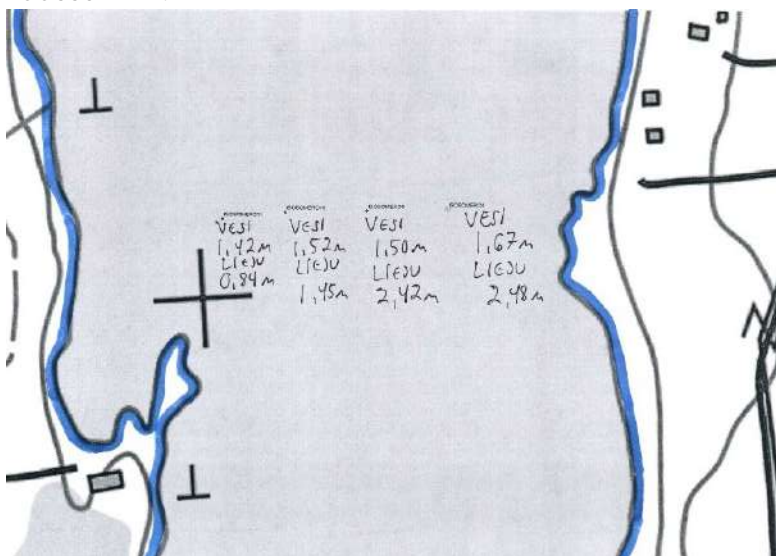 VESI
1,42m
LIEJU
0,84m
VESI
1,52m
LIEJU
1,45m
VESI
1,50m
LIEJU
2,42m
VESI
1,67m
LIEJU
2,48m